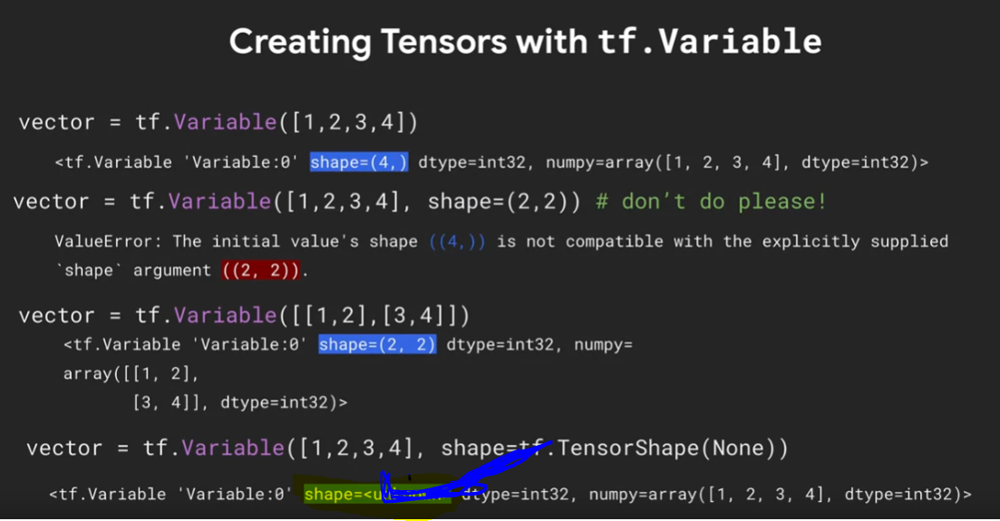 Creating Tensors with tf.Variable
vector = tf.Variable([1,2,3,4])
<tf.Variable 'Variable:0' shape=(4,) dtype=int32, numpy=array([1, 2, 3, 4], dtype=int32)>
vector = tf.Variable([1,2,3,4], shape=(2,2)) # don't do please!
ValueError: The initial value's shape ((4,)) is not compatible with the explicitly supplied
`shape` argument ((2, 2)).
vector = tf.Variable([[1,2],[3,4]])
<tf.Variable 'Variable:0' shape=(2, 2) dtype=int32, numpy=
array([[1, 2],
[3, 4]], dtype=int32)>
vector = tf.Variable([1,2,3,4], shape=tf.TensorShape(None))
<tf.Variable 'Variable:0' dtype=int32, numpy=array([1, 2, 3, 4], dtype=int32)>